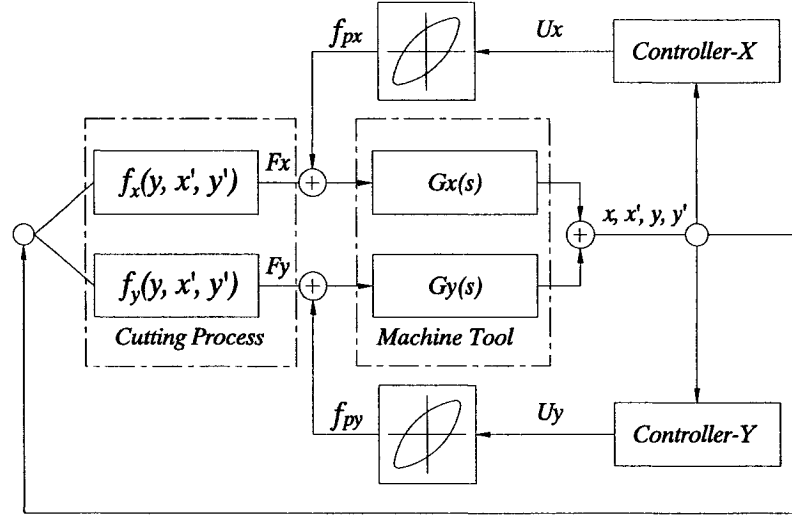 fpx
Ux
Controller-X
fx(y, x', y')
Fx
+
Gx(s)
+
x, x', y, y'
fy(y, x', y')
Fy
+
Gy(s)
Cutting Process
Machine Tool
fpy
Uy
Controller-Y